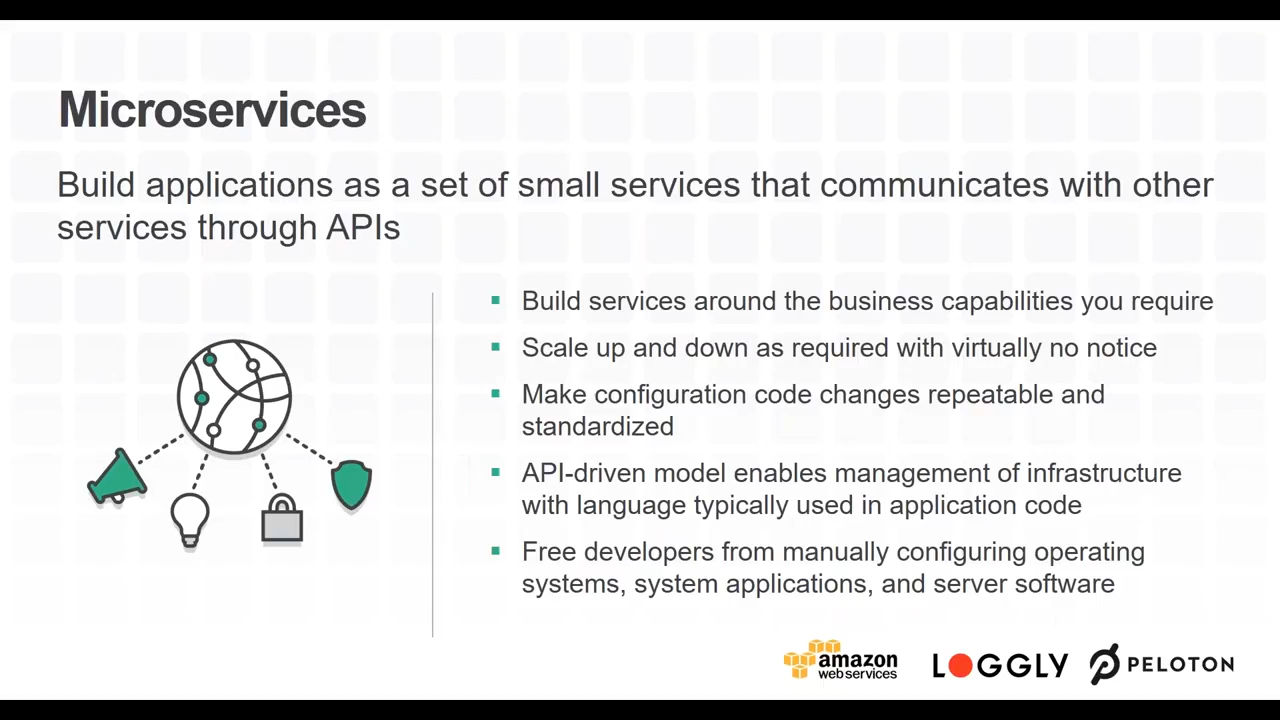 Microservices
Build applications as a set of small services that communicates with other
services through APIs
Build services around the business capabilities you require
Scale up and down as required with virtually no notice
Make configuration code changes repeatable and
standardized
API-driven model enables management of infrastructure
with language typically used in application code
Free developers from manually configuring operating
systems, system applications, and server software
amazon
webservices
LOGGLY
PELOTON